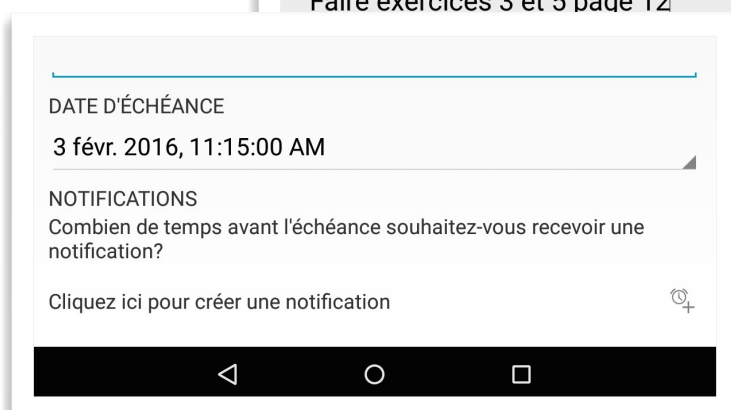 Faire exercices 3 et 5 page 12
DATE D'ÉCHÉANCE
3 févr. 2016, 11:15:00 AM
NOTIFICATIONS
Combien de temps avant l'échéance souhaitez-vous recevoir une
notification?
Cliquez ici pour créer une notification